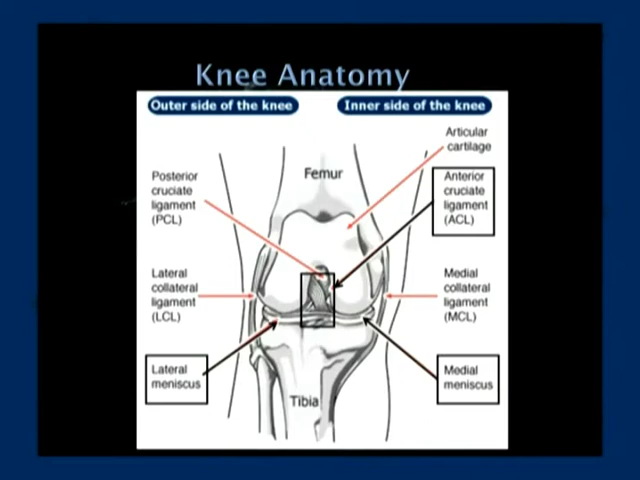 Knee Anatomy
Outer side of the knee
Inner side of the knee
Articular
cartilage
Femur
Posterior
cruciate
ligament
(PCL)
Anterior
cruciate
ligament
(ACL)
Lateral
collateral
ligament
(LCL)
Medial
collateral
ligament
(MCL)
Lateral
meniscus
Medial
meniscus
Tibia